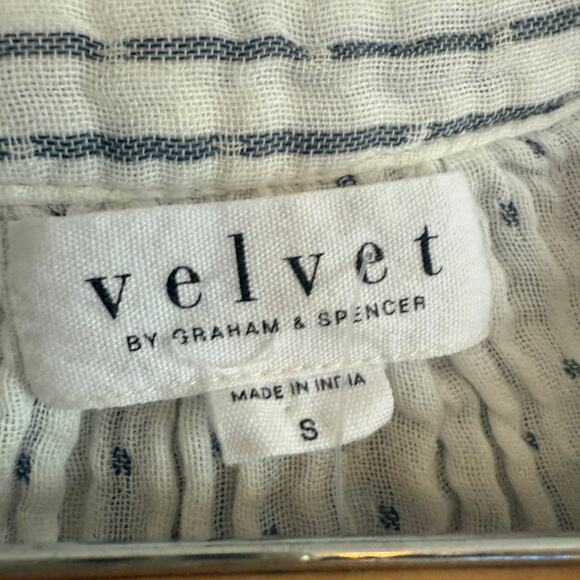 velvet
BY GRAHAM & SPENCER
MADE IN INDIA
S